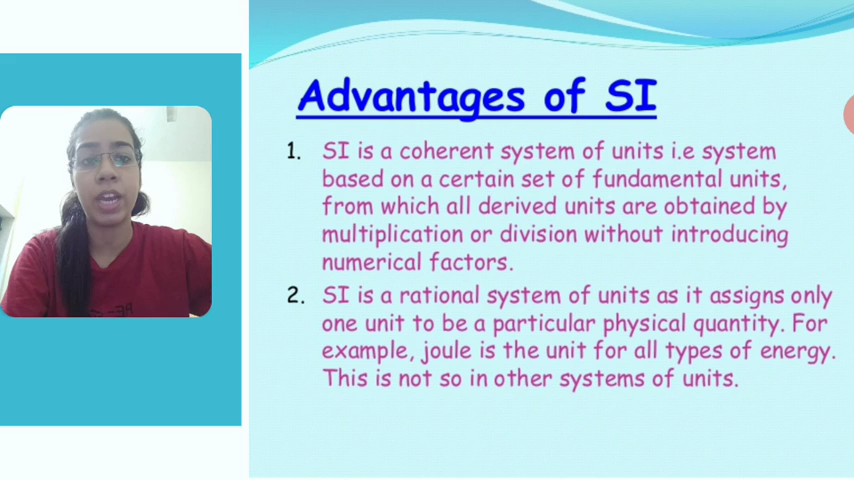 Advantages of SI
1. SI is a coherent system of units i.e system
based on a certain set of fundamental units,
from which all derived units are obtained by
multiplication or division without introducing
numerical factors.
2. SI is a rational system of units as it assigns only
one unit to be a particular physical quantity. For
example, joule is the unit for all types of energy.
This is not so in other systems of units.